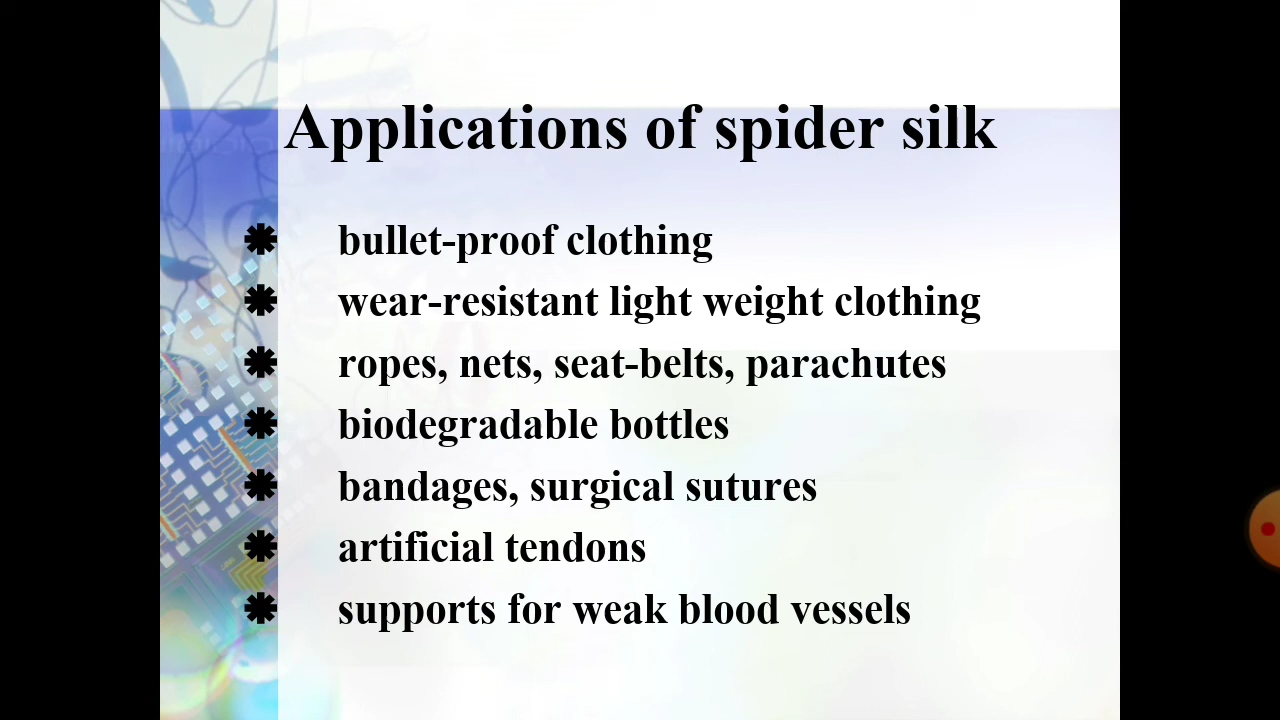 Applications of spider silk
bullet-proof clothing
wear-resistant light weight clothing
ropes, nets, seat-belts, parachutes
biodegradable bottles
bandages, surgical sutures
artificial tendons
supports for weak blood vessels